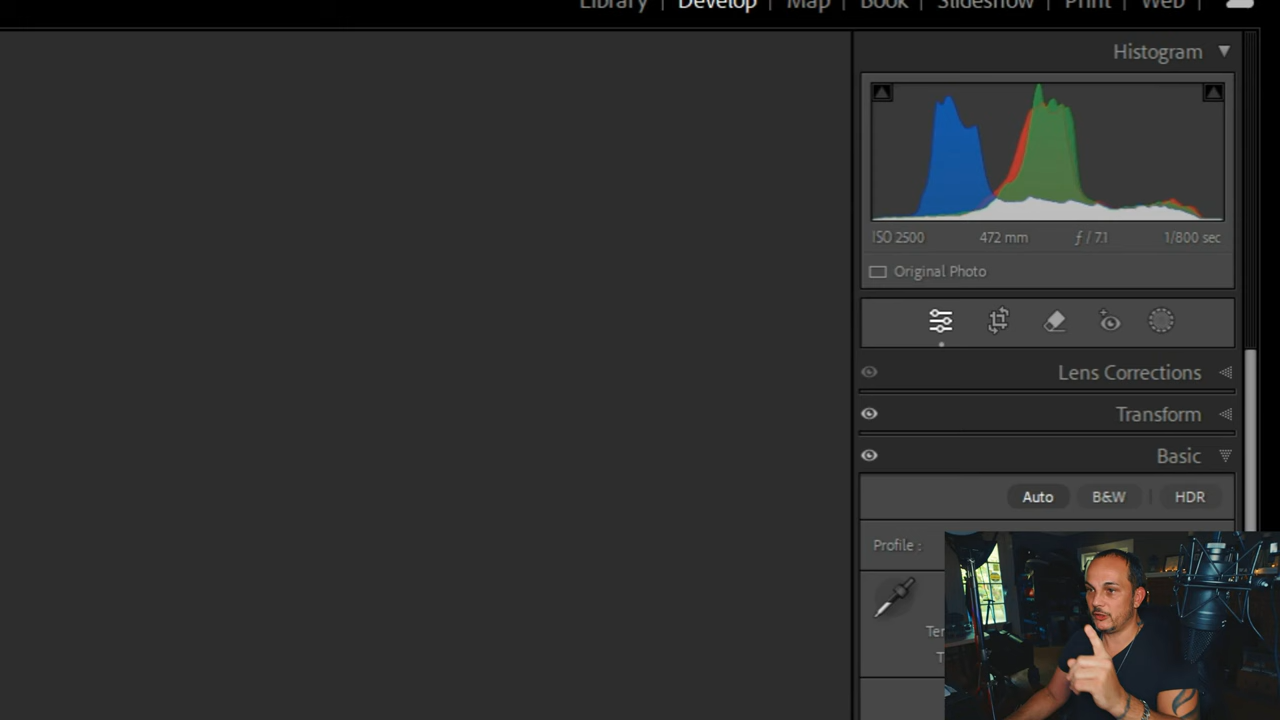 Library | Develop | Map | Book | Slideshow | Print | Web |
Histogram
ISO 2500 472 mm ƒ / 7.1 1/800 sec
Original Photo
Lens Corrections
Transform
Basic
Auto B&W | HDR
Profile :